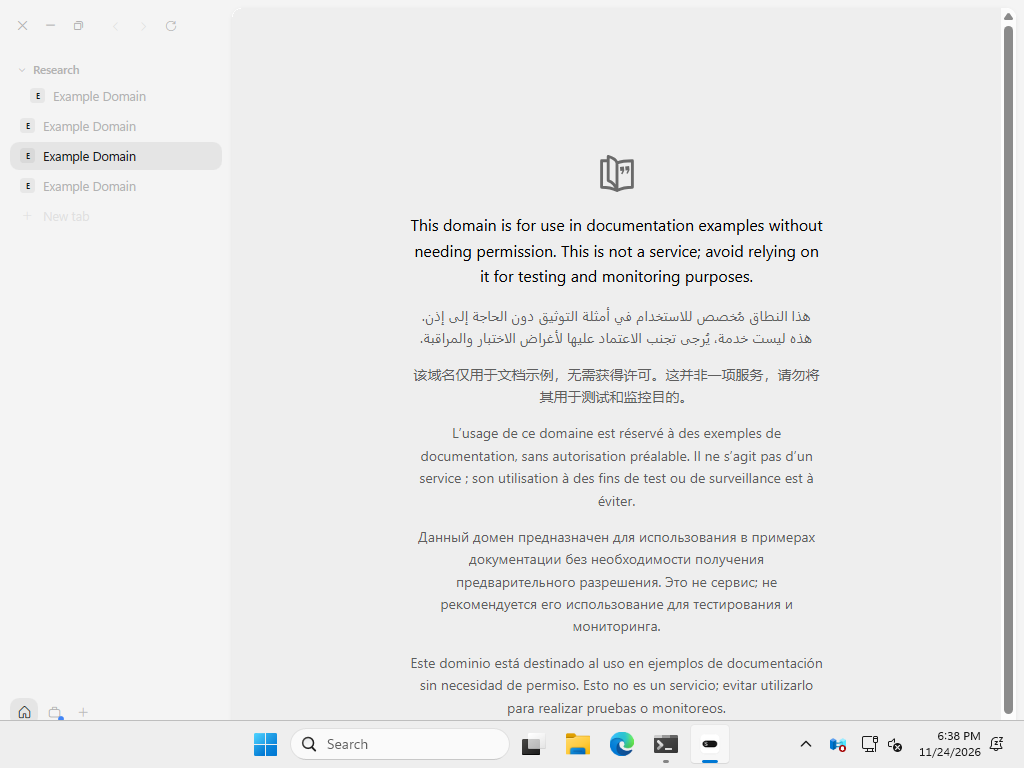 Research
E Example Domain
E Example Domain
E Example Domain
E Example Domain
New tab
This domain is for use in documentation examples without
needing permission. This is not a service; avoid relying on
it for testing and monitoring purposes.
هذا النطاق مُخصص للاستخدام في أمثلة التوثيق دون الحاجة إلى إذن.
هذه ليست خدمة، يُرجى تجنب الاعتماد عليها لأغراض الاختبار والمراقبة.
该域名仅用于文档示例，无需获得许可。这并非一项服务，请勿将
其用于测试和监控目的。
L’usage de ce domaine est réservé à des exemples de
documentation, sans autorisation préalable. Il ne s’agit pas d’un
service ; son utilisation à des fins de test ou de surveillance est à
éviter.
Данный домен предназначен для использования в примерах
документации без необходимости получения
предварительного разрешения. Это не сервис; не
рекомендуется его использование для тестирования и
мониторинга.
Este dominio está destinado al uso en ejemplos de documentación
sin necesidad de permiso. Esto no es un servicio; evitar utilizarlo
para realizar pruebas o monitoreos.
Search
6:38 PM
11/24/2026